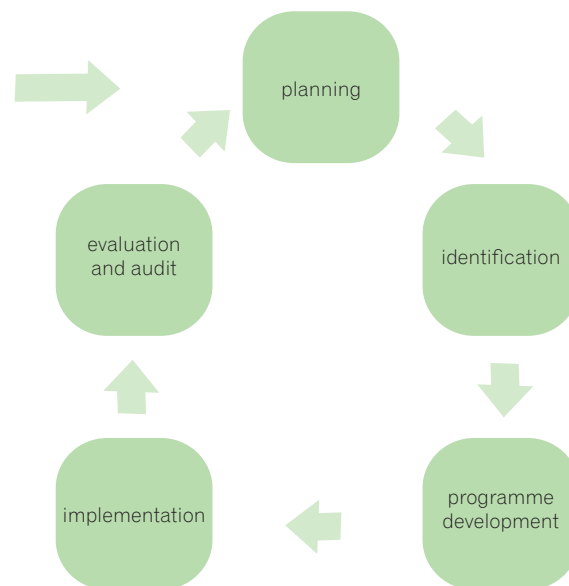 planning
identification
programme
development
implementation
evaluation
and audit